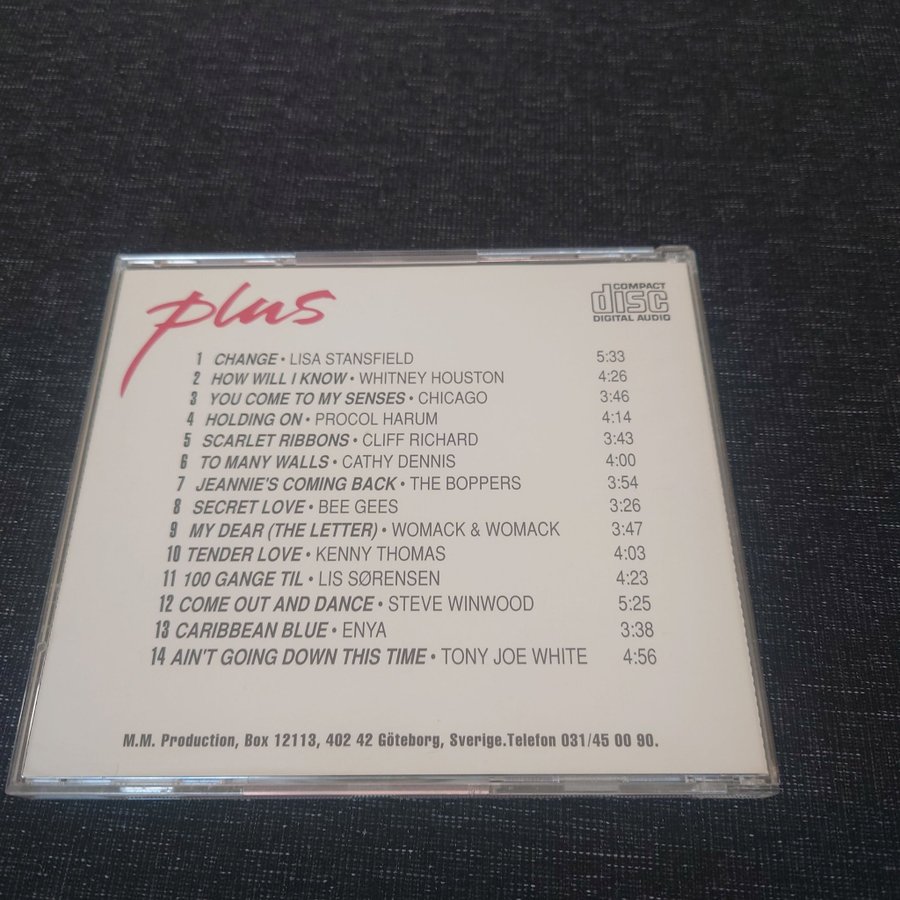 plus
COMPACT
disc
DIGITAL AUDIO
1 CHANGE • LISA STANSFIELD 5:33
2 HOW WILL I KNOW • WHITNEY HOUSTON 4:26
3 YOU COME TO MY SENSES • CHICAGO 3:46
4 HOLDING ON • PROCOL HARUM 4:14
5 SCARLET RIBBONS • CLIFF RICHARD 3:43
6 TO MANY WALLS • CATHY DENNIS 4:00
7 JEANNIE'S COMING BACK • THE BOPPERS 3:54
8 SECRET LOVE • BEE GEES 3:26
9 MY DEAR (THE LETTER) • WOMACK & WOMACK 3:47
10 TENDER LOVE • KENNY THOMAS 4:03
11 100 GANGE TIL • LIS SØRENSEN 4:23
12 COME OUT AND DANCE • STEVE WINWOOD 5:25
13 CARIBBEAN BLUE • ENYA 3:38
14 AIN'T GOING DOWN THIS TIME • TONY JOE WHITE 4:56
M.M. Production, Box 12113, 402 42 Göteborg, Sverige.Telefon 031/45 00 90.